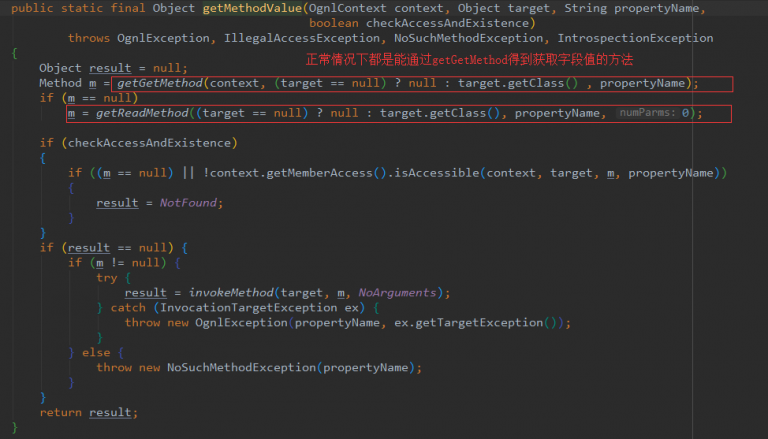 public static final Object getMethodValue(OgnlContext context, Object target, String propertyName,
boolean checkAccessAndExistence)
throws OgnlException, IllegalAccessException, NoSuchMethodException, IntrospectionException
{
正常情况下都是能通过getGetMethod得到获取字段值的方法
Object result = null;
Method m = getGetMethod(context, (target == null) ? null : target.getClass() , propertyName);
if (m == null)
m = getReadMethod((target == null) ? null : target.getClass(), propertyName, numParms: 0);
if (checkAccessAndExistence)
{
if ((m == null) || !context.getMemberAccess().isAccessible(context, target, m, propertyName))
{
result = NotFound;
}
}
if (result == null) {
if (m != null) {
try {
result = invokeMethod(target, m, NoArguments);
} catch (InvocationTargetException ex) {
throw new OgnlException(propertyName, ex.getTargetException());
}
} else {
throw new NoSuchMethodException(propertyName);
}
}
return result;
}